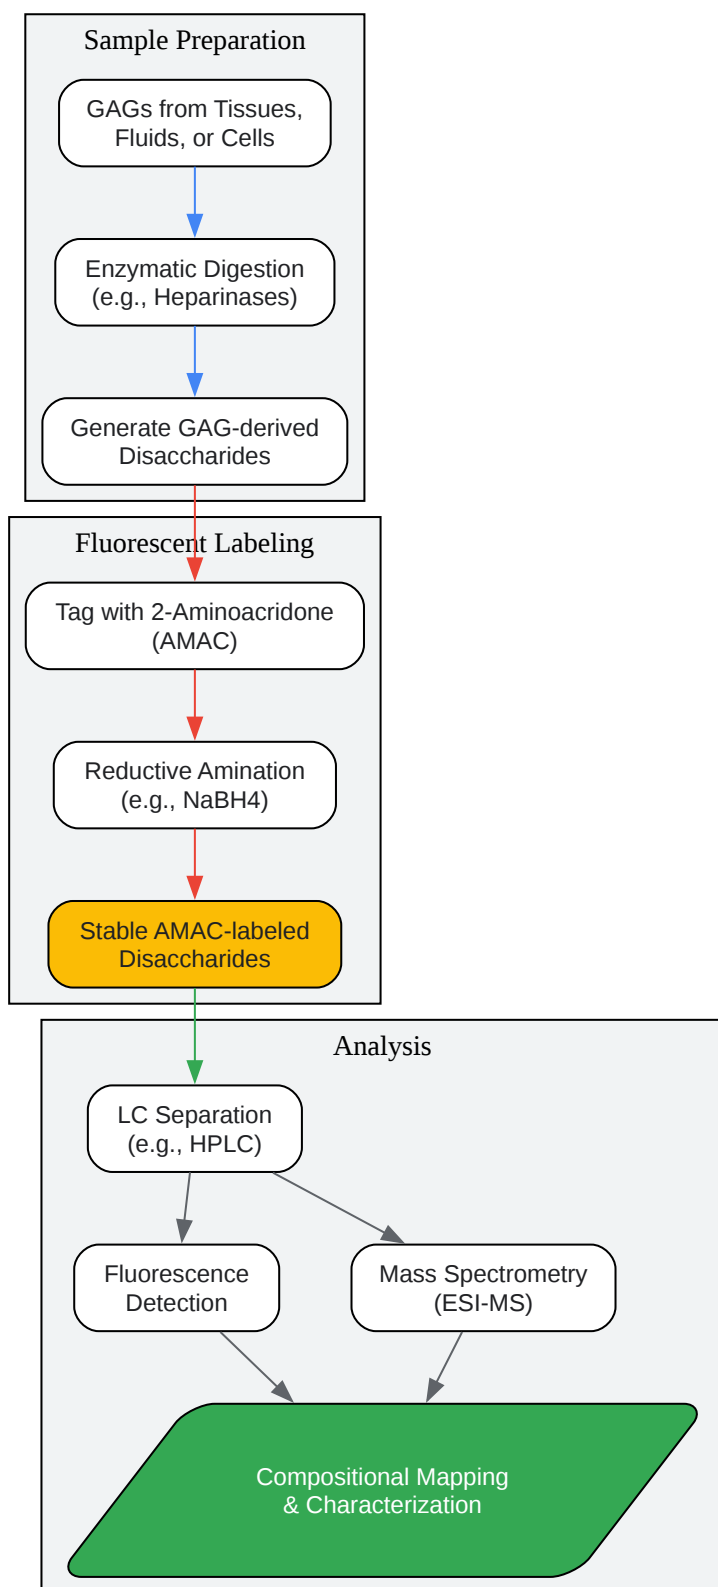 Sample Preparation
GAGs from Tissues,
Fluids, or Cells
Enzymatic Digestion
(e.g., Heparinases)
Generate GAG-derived
Disaccharides
Fluorescent Labeling
Tag with 2-Aminoacridone
(AMAC)
Reductive Amination
(e.g., NaBH4)
Stable AMAC-labeled
Disaccharides
Analysis
LC Separation
(e.g., HPLC)
Fluorescence
Detection
Mass Spectrometry
(ESI-MS)
Compositional Mapping
& Characterization